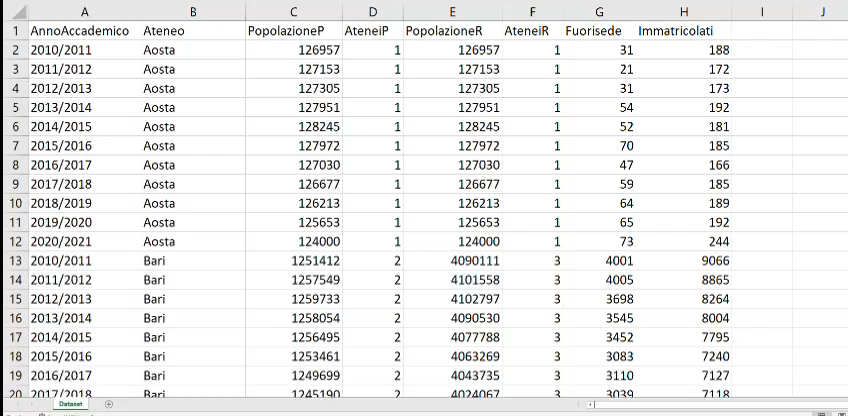 A B C D E F G H I J
1 AnnoAccademico Ateneo PopolazioneP AteneiP PopolazioneR AteneiR Fuorisede Immatricolati
2 2010/2011 Aosta 126957 1 126957 1 31 188
3 2011/2012 Aosta 127153 1 127153 1 21 172
4 2012/2013 Aosta 127305 1 127305 1 31 173
5 2013/2014 Aosta 127951 1 127951 1 54 192
6 2014/2015 Aosta 128245 1 128245 1 52 181
7 2015/2016 Aosta 127972 1 127972 1 70 185
8 2016/2017 Aosta 127030 1 127030 1 47 166
9 2017/2018 Aosta 126677 1 126677 1 59 185
10 2018/2019 Aosta 126213 1 126213 1 64 189
11 2019/2020 Aosta 125653 1 125653 1 65 192
12 2020/2021 Aosta 124000 1 124000 1 73 244
13 2010/2011 Bari 1251412 2 4090111 3 4001 9066
14 2011/2012 Bari 1257549 2 4101558 3 4005 8865
15 2012/2013 Bari 1259733 2 4102797 3 3698 8264
16 2013/2014 Bari 1258054 2 4090530 3 3545 8004
17 2014/2015 Bari 1256495 2 4077788 3 3452 7795
18 2015/2016 Bari 1253461 2 4063269 3 3083 7240
19 2016/2017 Bari 1249699 2 4043735 3 3110 7127
20 2017/2018 Bari 1245190 2 4024067 3 3039 7118
Dataset